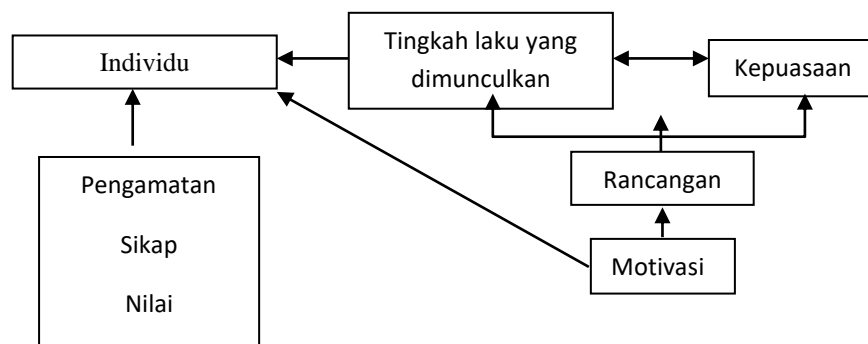 Individu
Tingkah laku yang
dimunculkan
Kepuasaan
Rancangan
Motivasi
Pengamatan
Sikap
Nilai